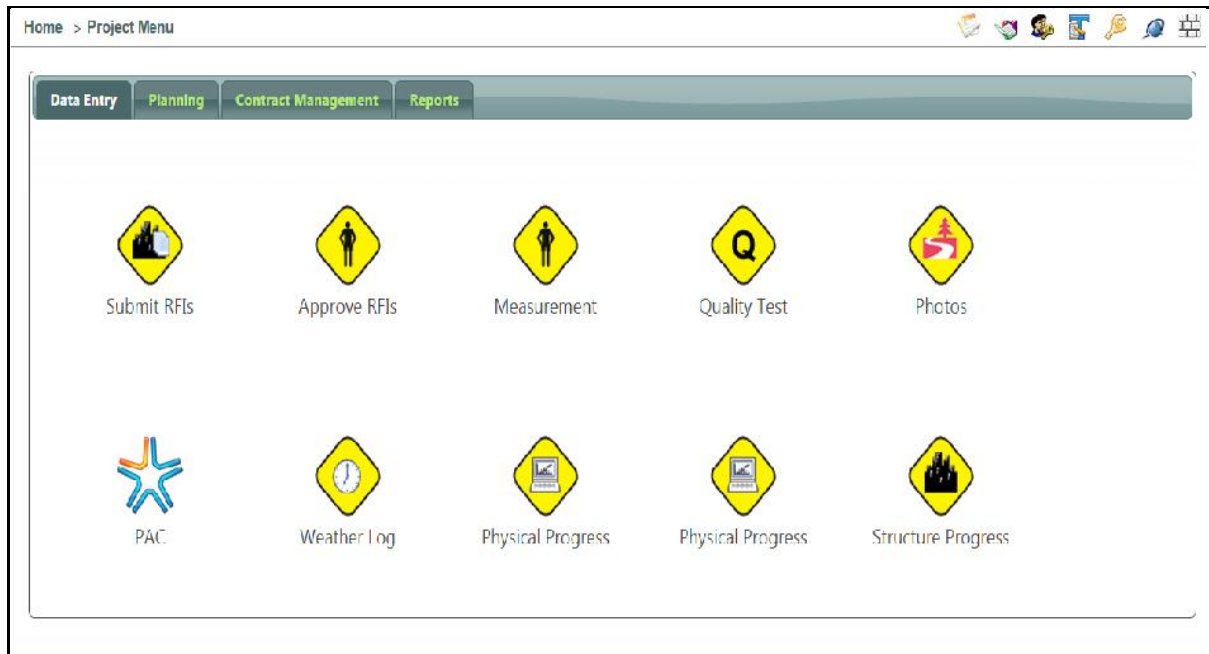 Home > Project Menu
Data Entry Planning Contract Management Reports
Submit RFIs Approve RFIs Measurement Quality Test Photos
Q
PAC Weather Log Physical Progress Physical Progress Structure Progress